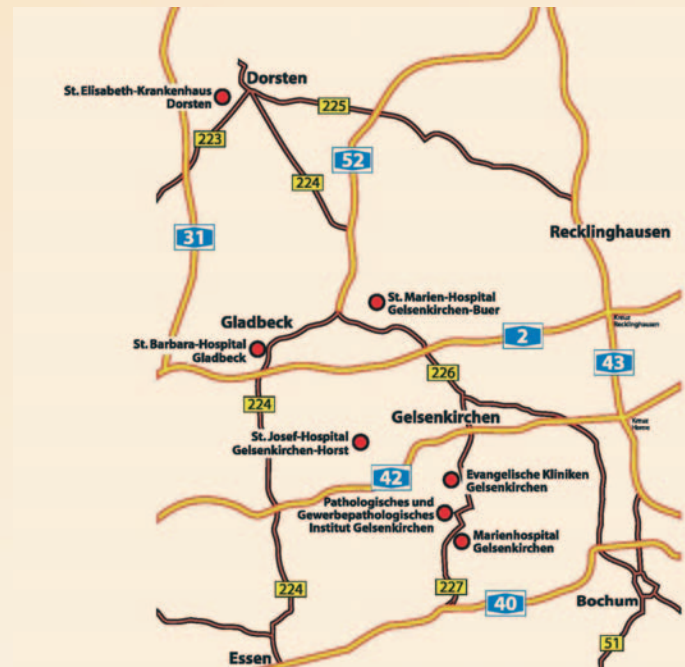 Dorsten
St. Elisabeth-Krankenhaus
Dorsten
225
223
52
224
31
Recklinghausen
St. Marien-Hospital
Gelsenkirchen-Buer
Kreuz
Recklinghausen
Gladbeck
2
St. Barbara-Hospital
Gladbeck
43
226
224
Gelsenkirchen
Kreuz
Herne
St. Josef-Hospital
Gelsenkirchen-Horst
42
Evangelische Kliniken
Gelsenkirchen
Pathologisches und
Gewerbepathologisches
Institut Gelsenkirchen
Marienhospital
Gelsenkirchen
224
227
40
Bochum
51
Essen